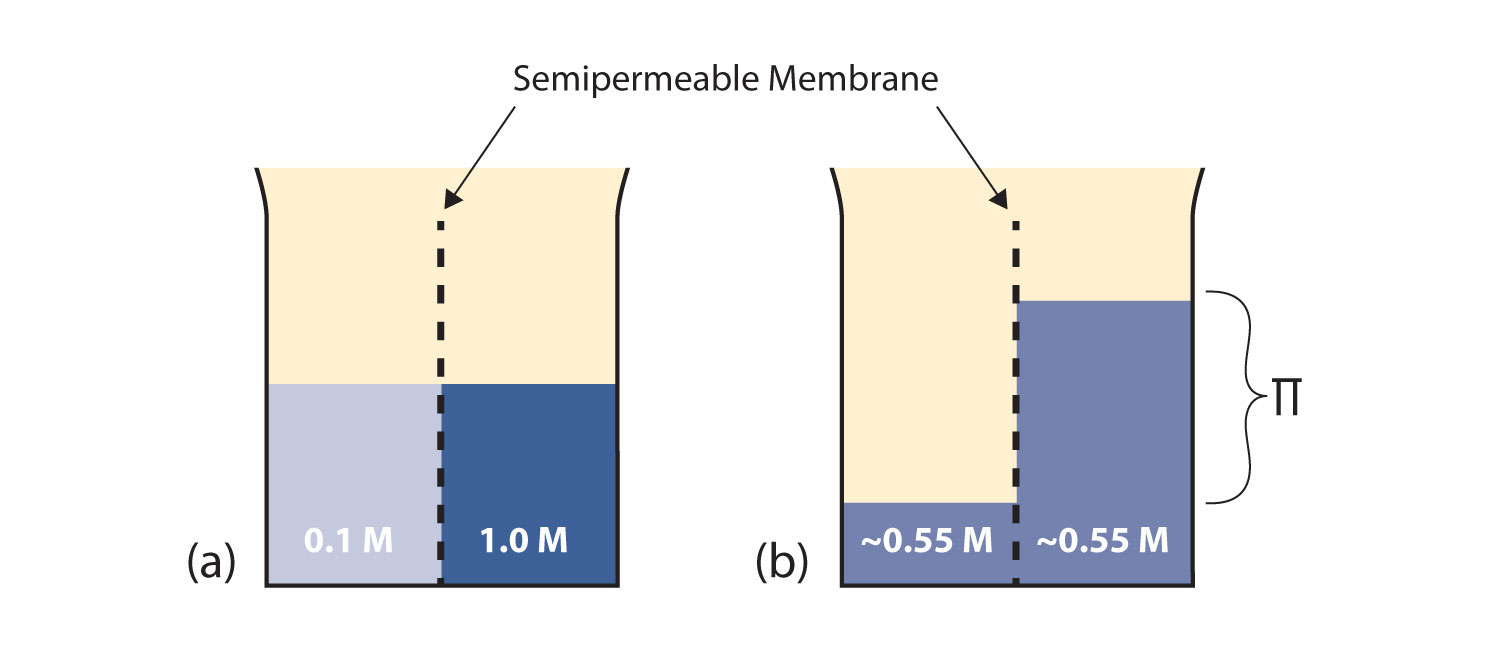 Semipermeable Membrane
(a)
0.1 M
1.0 M
(b)
~0.55 M
~0.55 M
Π